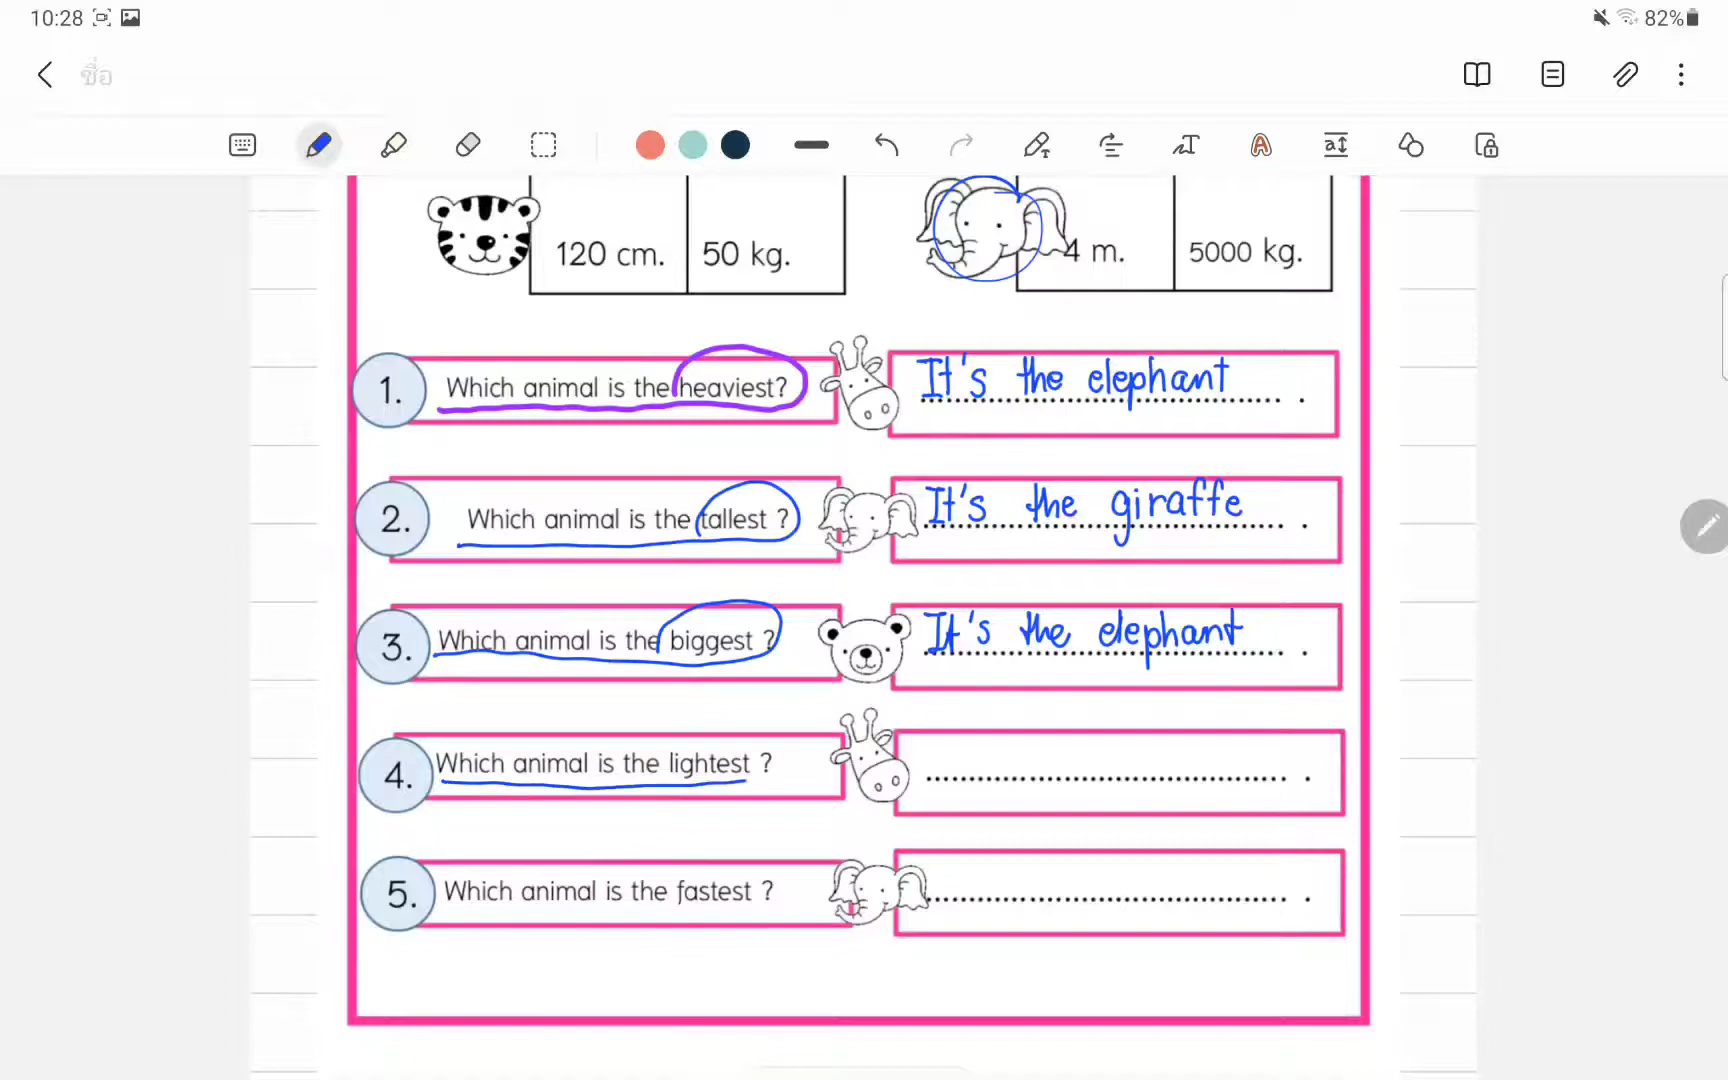 10:28
82%
ชื่อ
120 cm. 50 kg.
4 m. 5000 kg.
1. Which animal is the heaviest?
It's the elephant .
2. Which animal is the tallest ?
It's the giraffe .
3. Which animal is the biggest ?
It's the elephant .
4. Which animal is the lightest ?
.
5. Which animal is the fastest ?
.